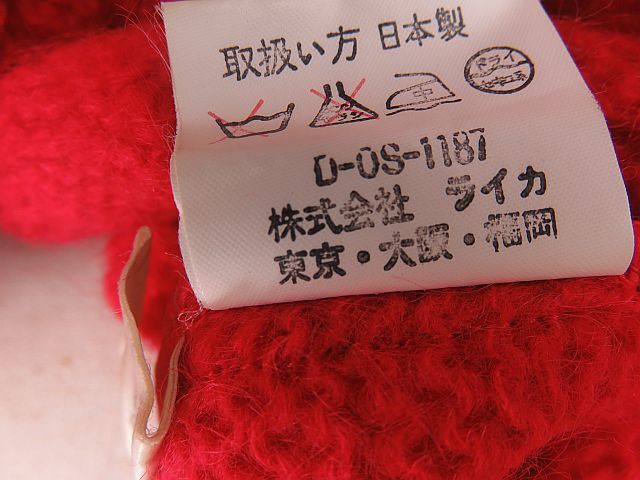 取扱い方 日本製
ドライ
D-OS-1187
株式会社 ライカ
東京・大阪・福岡